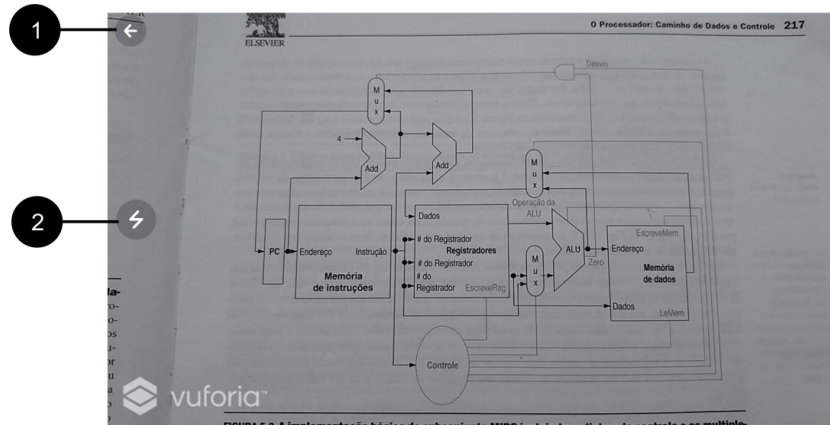 1
2
ELSEVIER
O Processador: Caminho de Dados e Controle 217
Desvio
M
u
x
4
Add
Add
M
u
x
Operação da
ALU
Dados
# do Registrador
Registradores
# do Registrador
# do
Registrador
EscreveReg
PC
Endereço
Instrução
Memória
de instruções
M
u
x
ALU
Zero
EscreveMem
Endereço
Memória
de dados
Dados
LeMem
Controle
vuforia™